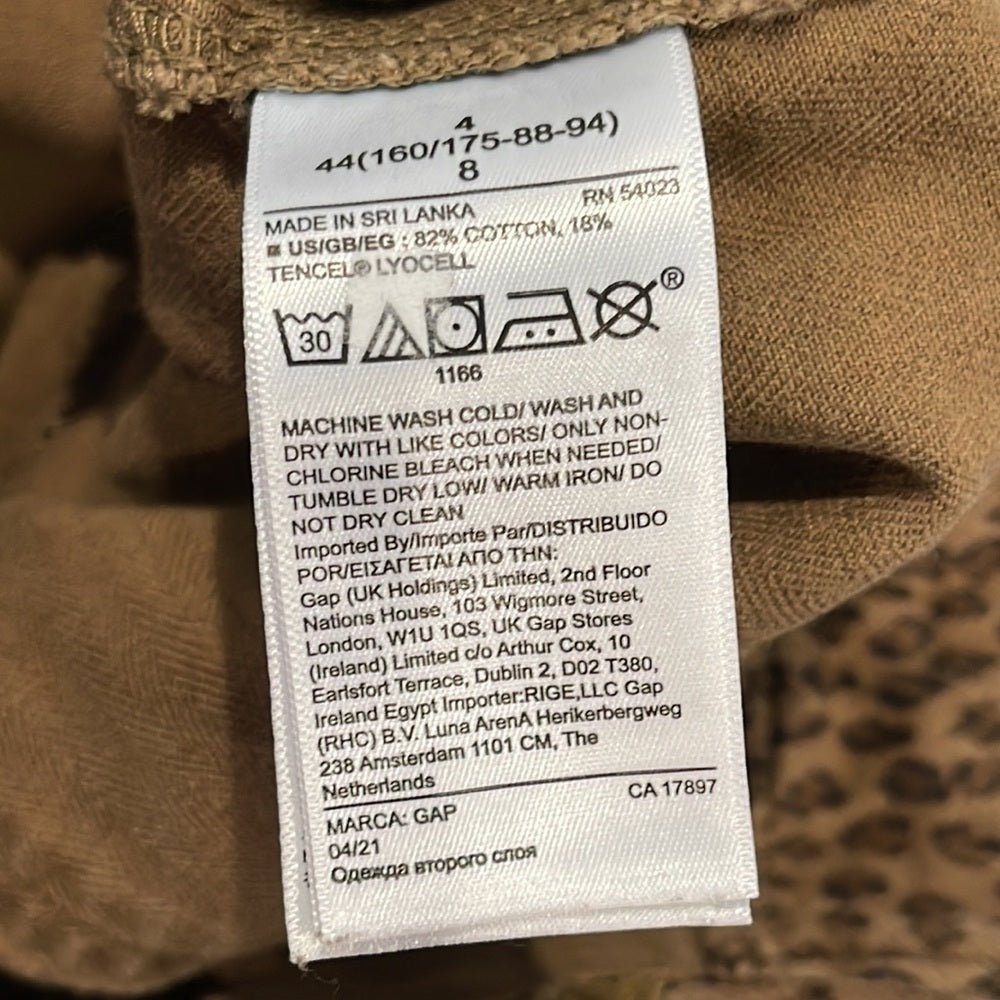 4
44(160/175-88-94)
8
RN 54023
MADE IN SRI LANKA
US/GB/EG : 82% COTTON, 18%
TENCEL® LYOCELL
30
®
1166
MACHINE WASH COLD/ WASH AND
DRY WITH LIKE COLORS/ ONLY NON-
CHLORINE BLEACH WHEN NEEDED/
TUMBLE DRY LOW/ WARM IRON/ DO
NOT DRY CLEAN
Imported By/Importe Par/DISTRIBUIDO
POR/ΕΙΣΑΓΕΤΑΙ ΑΠΟ ΤΗΝ:
Gap (UK Holdings) Limited, 2nd Floor
Nations House, 103 Wigmore Street,
London, W1U 1QS, UK Gap Stores
(Ireland) Limited c/o Arthur Cox, 10
Earlsfort Terrace, Dublin 2, D02 T380,
Ireland Egypt Importer:RIGE,LLC Gap
(RHC) B.V. Luna ArenA Herikerbergweg
238 Amsterdam 1101 CM, The
Netherlands
CA 17897
MARCA: GAP
04/21
Одежда второго слоя